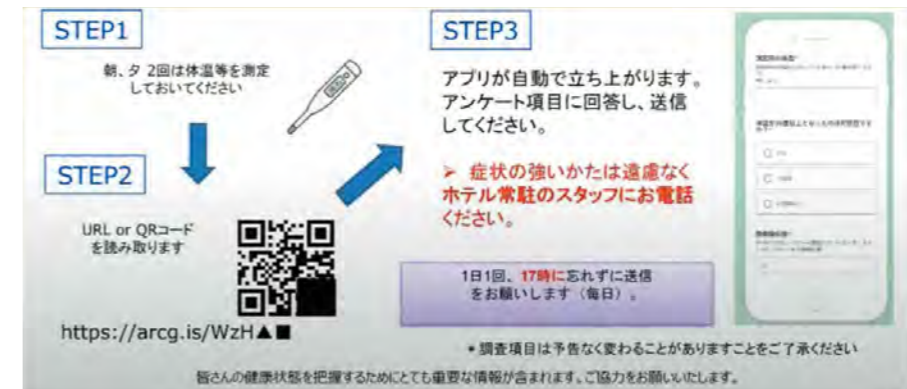 STEP1
朝、夕 2回は体温等を測定
しておいてください
STEP2
URL or QRコード
を読み取ります
https://arcg.is/WzH▲■
STEP3
アプリが自動で立ち上がります。
アンケート項目に回答し、送信
してください。
➢ 症状の強いかたは遠慮なく
ホテル常駐のスタッフにお電話
ください。
1日1回、17時に忘れずに送信
をお願いします（毎日）。
*調査項目は予告なく変わることがありますことをご了承ください
皆さんの健康状態を把握するためにとても重要な情報が含まれます。ご協力をお願いいたします。